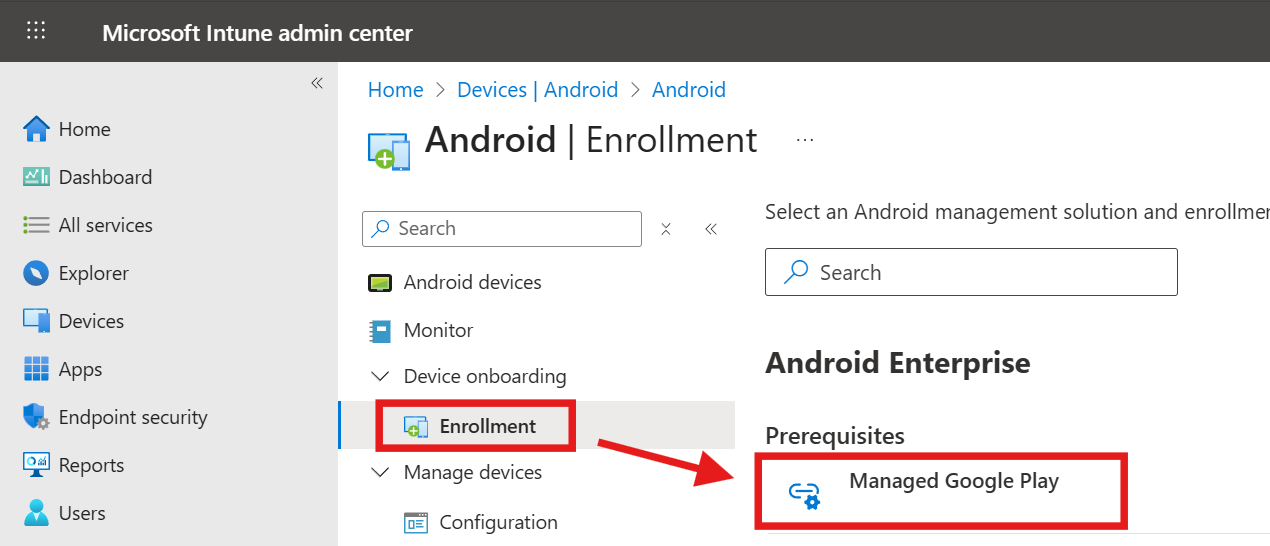 Microsoft Intune admin center
Home
Dashboard
All services
Explorer
Devices
Apps
Endpoint security
Reports
Users
Home > Devices | Android > Android
Android | Enrollment ...
Search
Android devices
Monitor
Device onboarding
Enrollment
Manage devices
Configuration
Select an Android management solution and enrollmen
Search
Android Enterprise
Prerequisites
Managed Google Play